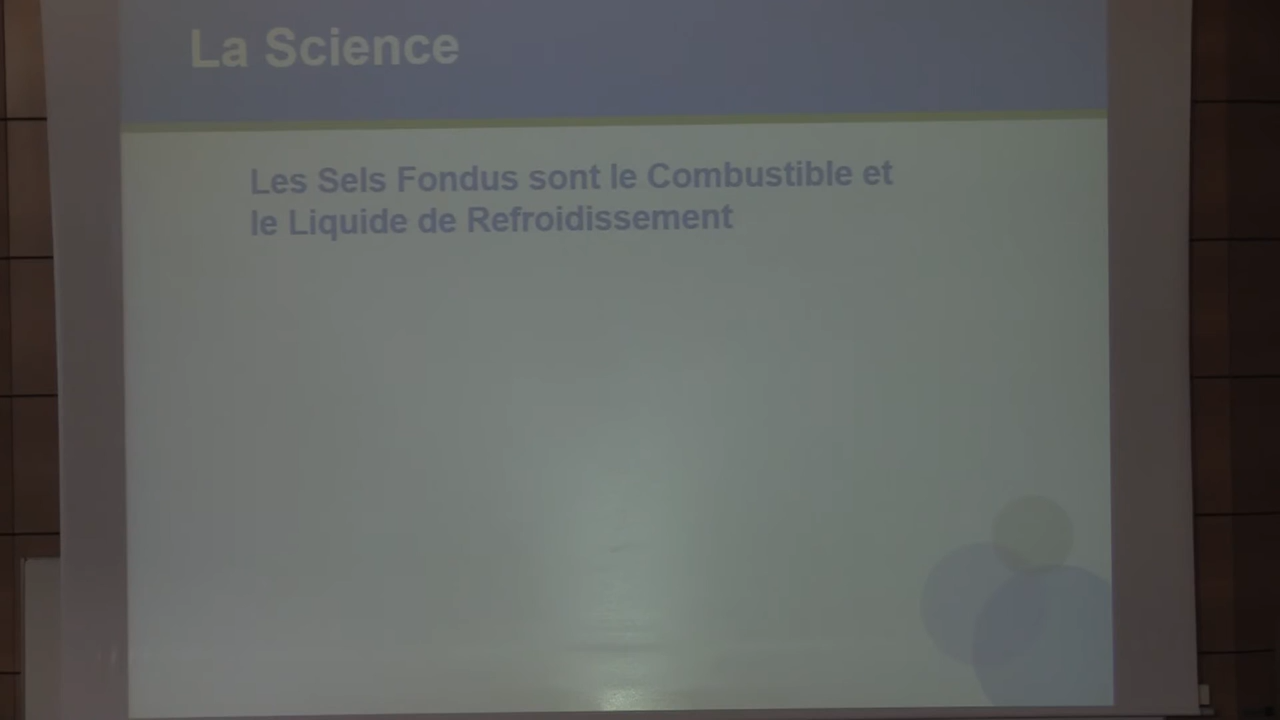 La Science
Les Sels Fondus sont le Combustible et
le Liquide de Refroidissement